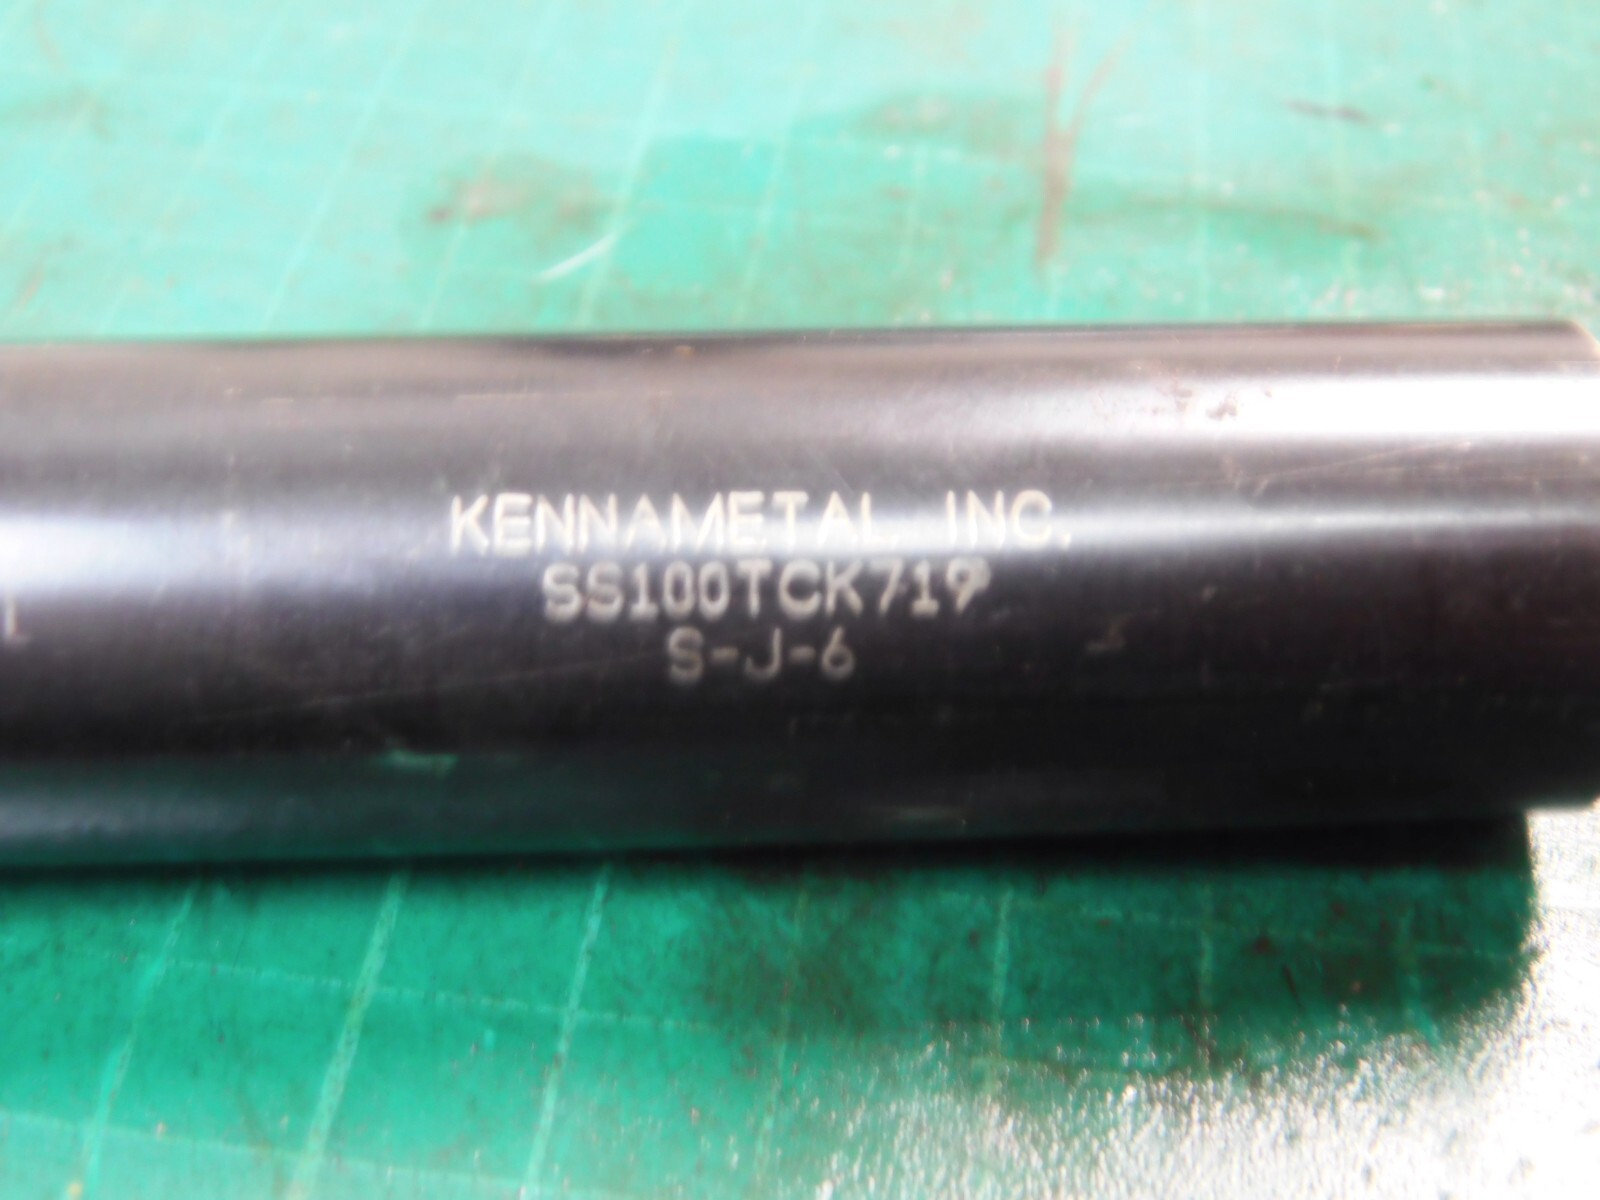 KENNAMETAL INC.
SS100TCK719
S-J-6